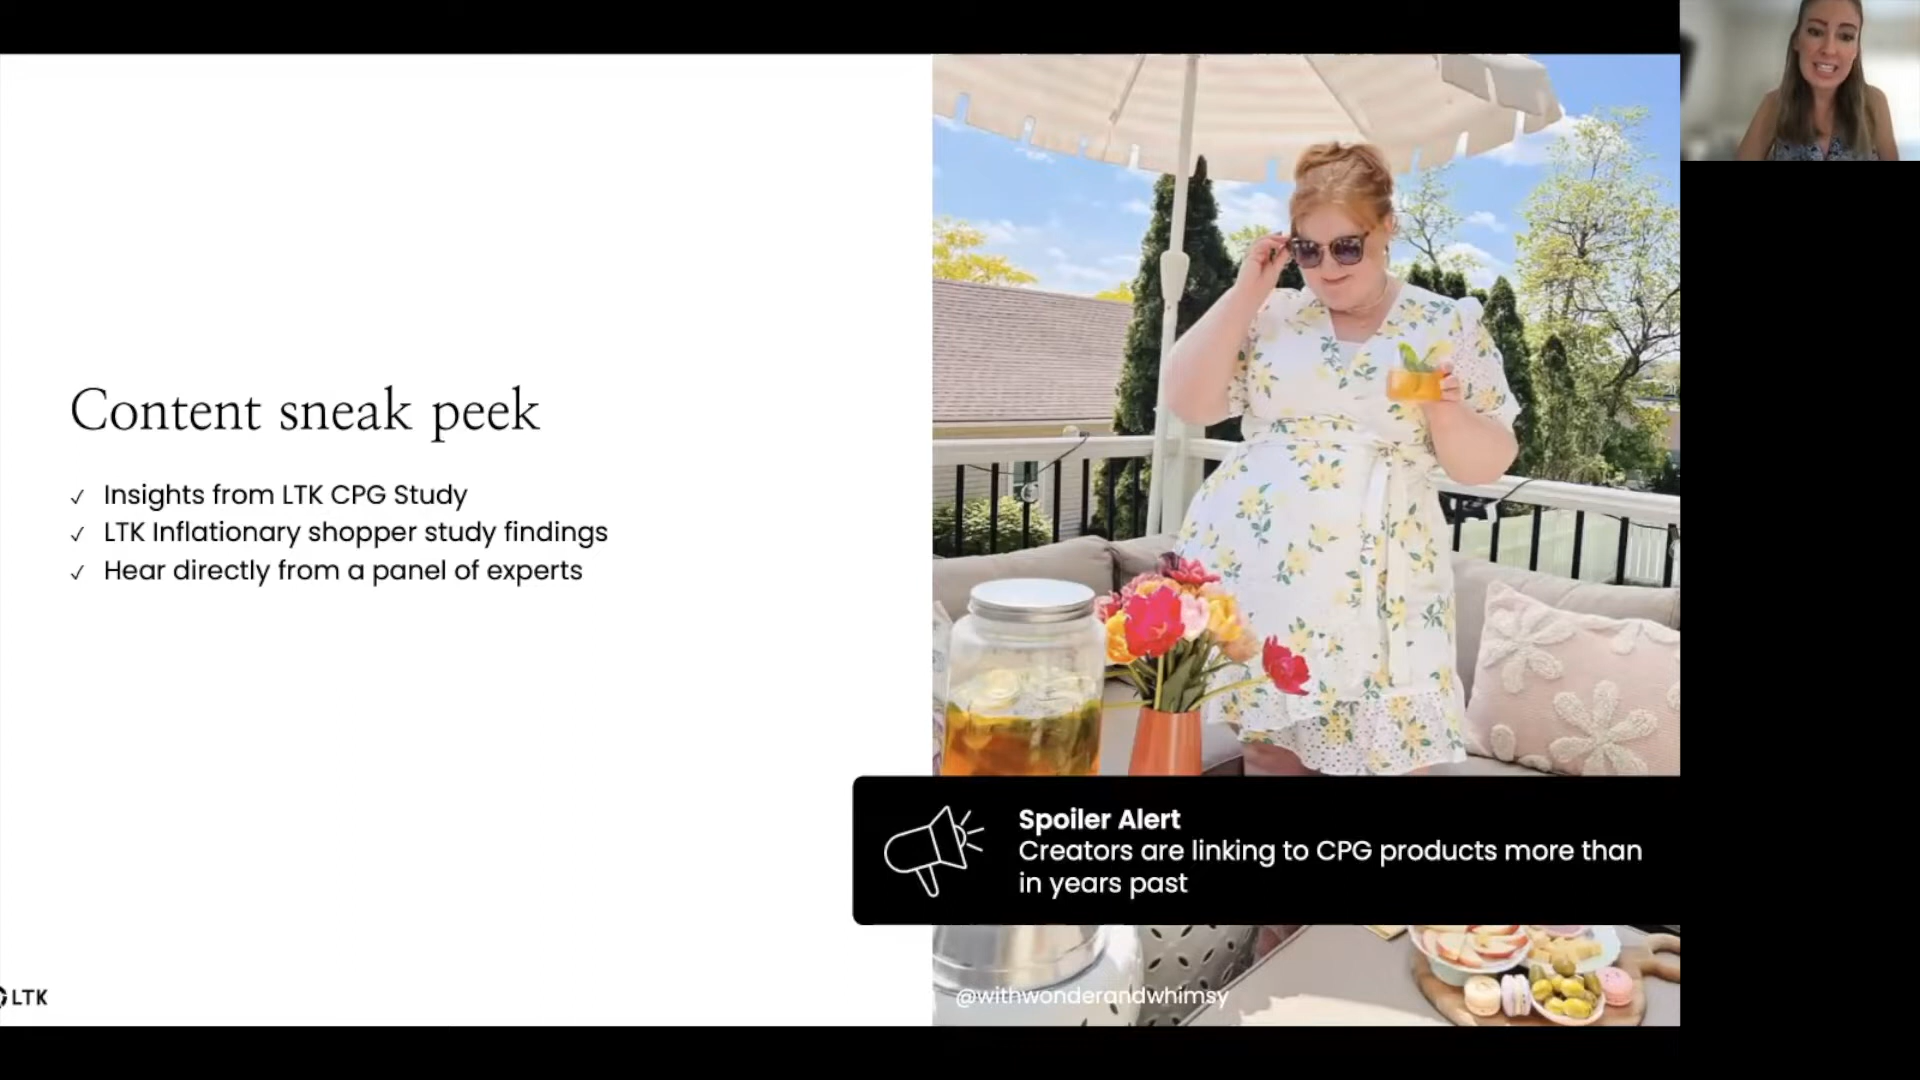 Content sneak peek
✓ Insights from LTK CPG Study
✓ LTK Inflationary shopper study findings
✓ Hear directly from a panel of experts
Spoiler Alert
Creators are linking to CPG products more than
in years past
LTK
@withwonderandwhimsy